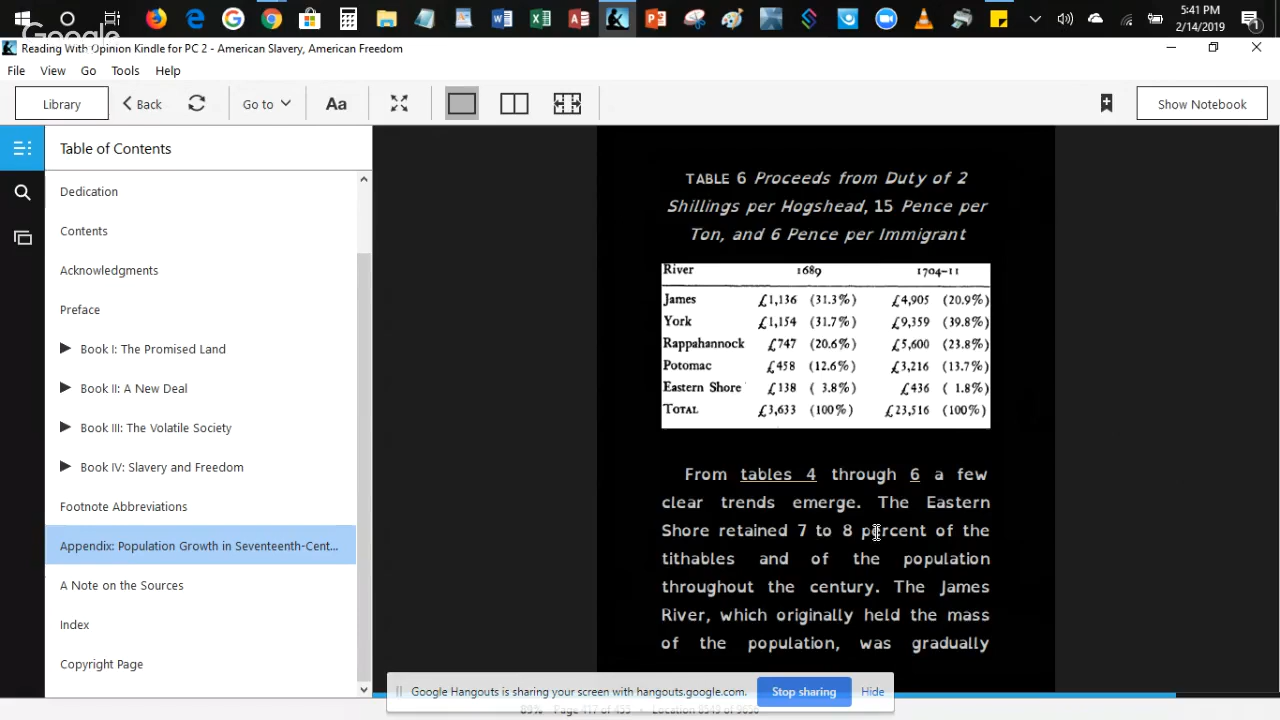 Google
5:41 PM
2/14/2019
1
Reading With Opinion Kindle for PC 2 - American Slavery, American Freedom
File View Go Tools Help
Library Back Go to Aa Show Notebook
Table of Contents
Dedication
Contents
Acknowledgments
Preface
Book I: The Promised Land
Book II: A New Deal
Book III: The Volatile Society
Book IV: Slavery and Freedom
Footnote Abbreviations
Appendix: Population Growth in Seventeenth-Cent...
A Note on the Sources
Index
Copyright Page
TABLE 6 Proceeds from Duty of 2
Shillings per Hogshead, 15 Pence per
Ton, and 6 Pence per Immigrant
River 1689 1704-11
James £1,136 (31.3%) £4,905 (20.9%)
York £1,154 (31.7%) £9,359 (39.8%)
Rappahannock £747 (20.6%) £5,600 (23.8%)
Potomac £458 (12.6%) £3,216 (13.7%)
Eastern Shore £138 ( 3.8%) £436 ( 1.8%)
TOTAL £3,633 (100%) £23,516 (100%)
From tables 4 through 6 a few
clear trends emerge. The Eastern
Shore retained 7 to 8 percent of the
tithables and of the population
throughout the century. The James
River, which originally held the mass
of the population, was gradually
Google Hangouts is sharing your screen with hangouts.google.com. Stop sharing Hide